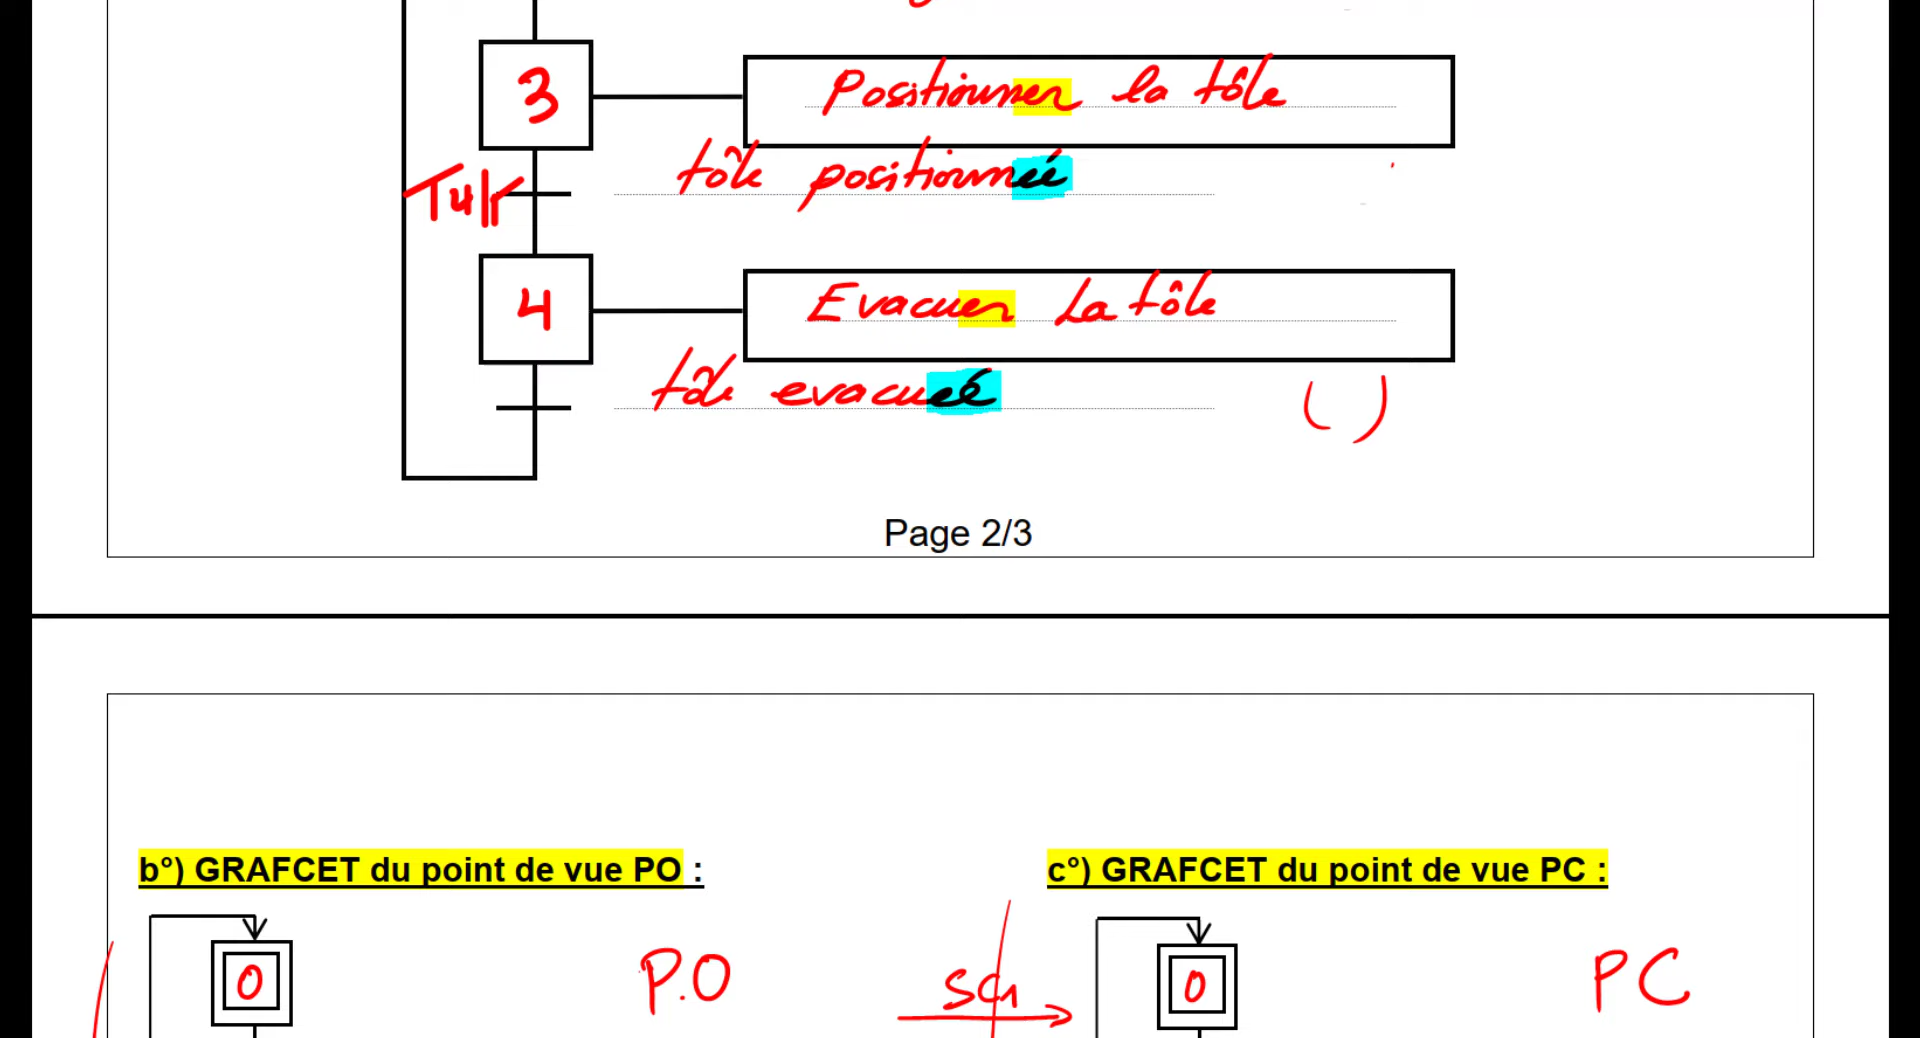 3 Positionner la tôle
tôle positionnée
T4/1
4 Evacuer La tôle
tôle evacuée
( )
Page 2/3
b°) GRAFCET du point de vue PO : c°) GRAFCET du point de vue PC :
0 P.O 0 PC